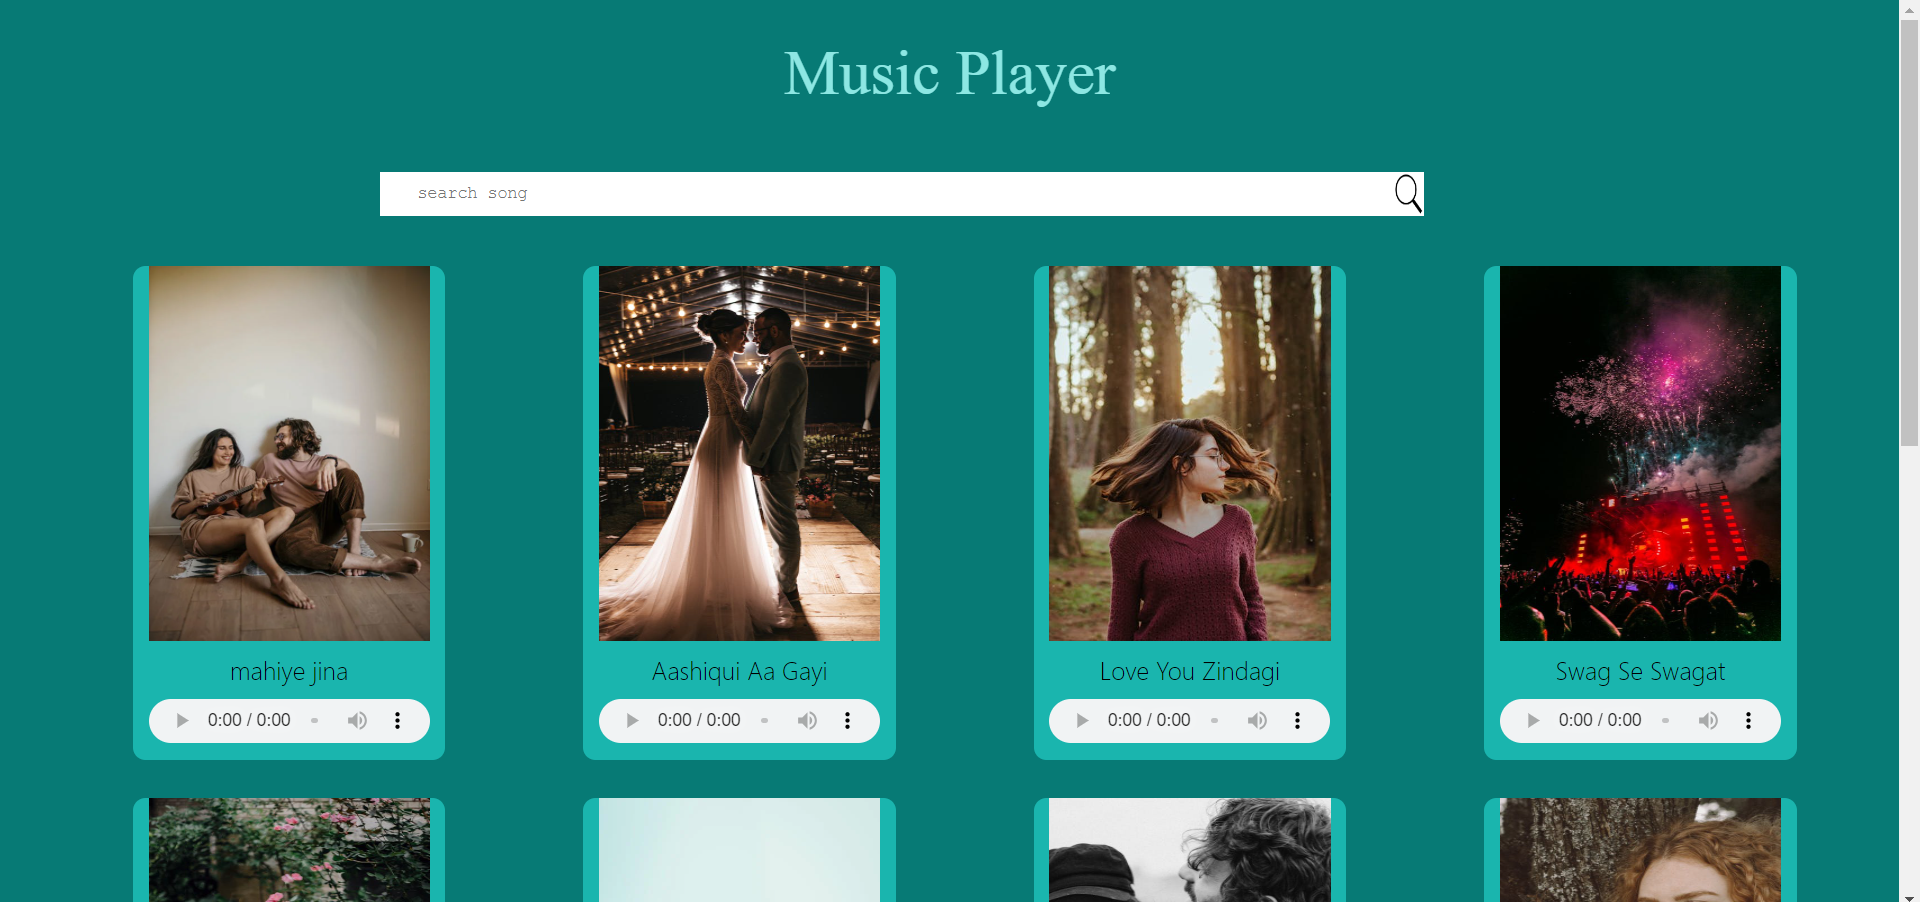 Music Player
search song
mahiye jina
Aashiqui Aa Gayi
Love You Zindagi
Swag Se Swagat
0:00 / 0:00
0:00 / 0:00
0:00 / 0:00
0:00 / 0:00